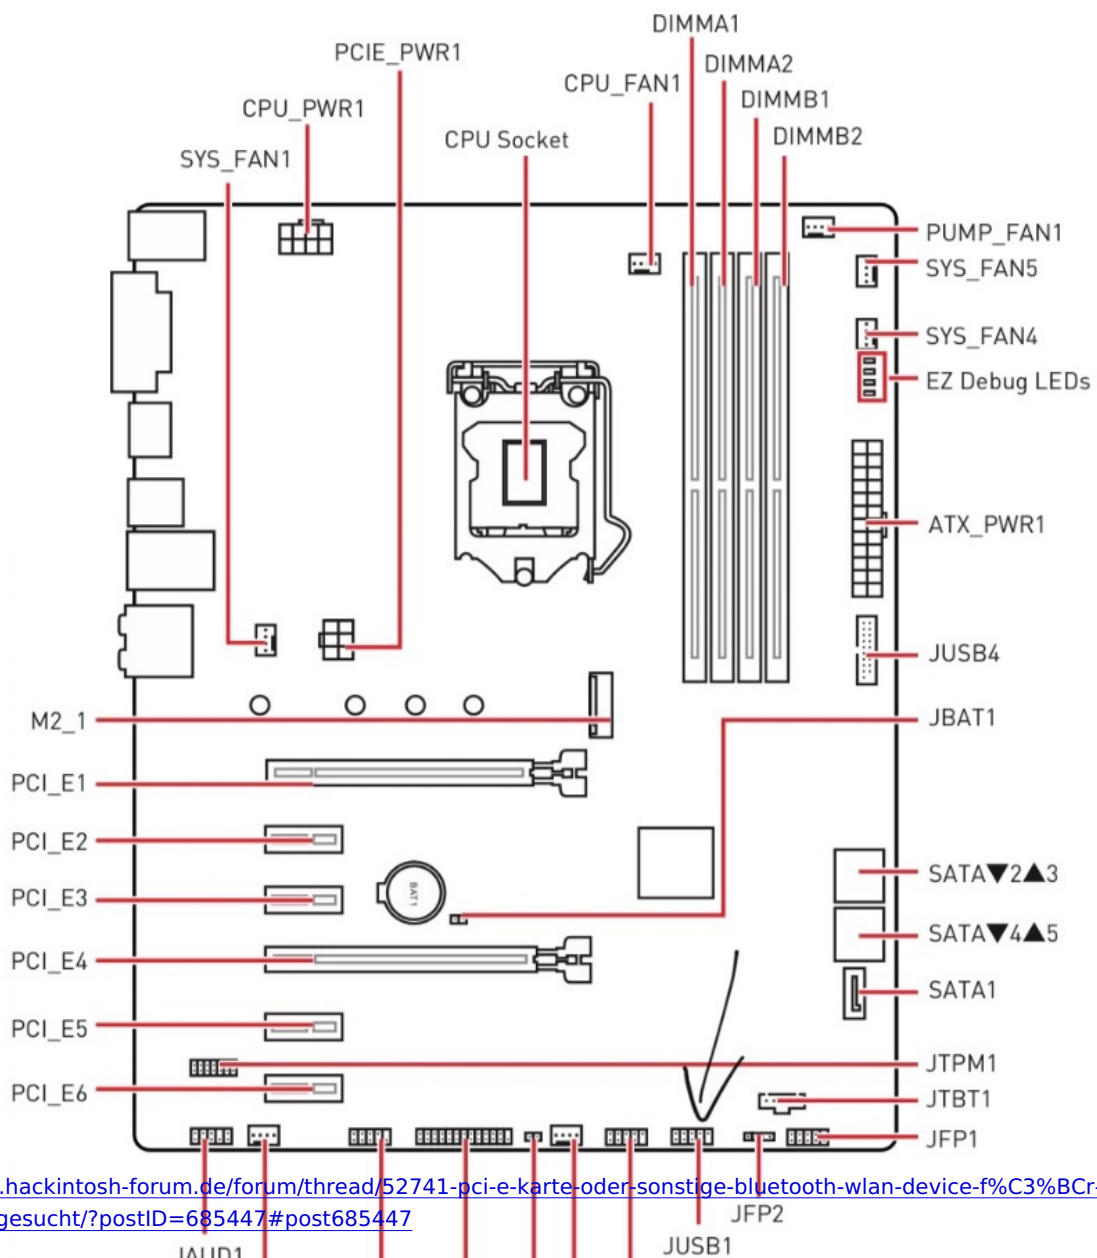 DIMMA1
PCIE_PWR1
DIMMA2
CPU_FAN1
CPU_PWR1
DIMMB1
CPU Socket
DIMMB2
SYS_FAN1
PUMP_FAN1
SYS_FAN5
SYS_FAN4
EZ Debug LEDs
ATX_PWR1
JUSB4
M2_1
JBAT1
PCI_E1
PCI_E2
SATA▼2▲3
BAT1
PCI_E3
SATA▼4▲5
PCI_E4
SATA1
PCI_E5
JTPM1
PCI_E6
JTBT1
JFP1
.hackintosh-forum.de/forum/thread/52741-pci-e-karte-oder-sonstige-bluetooth-wlan-device-f%C3%BCr-
gesucht/?postID=685447#post685447
JFP2
JUSB1
JAUD1